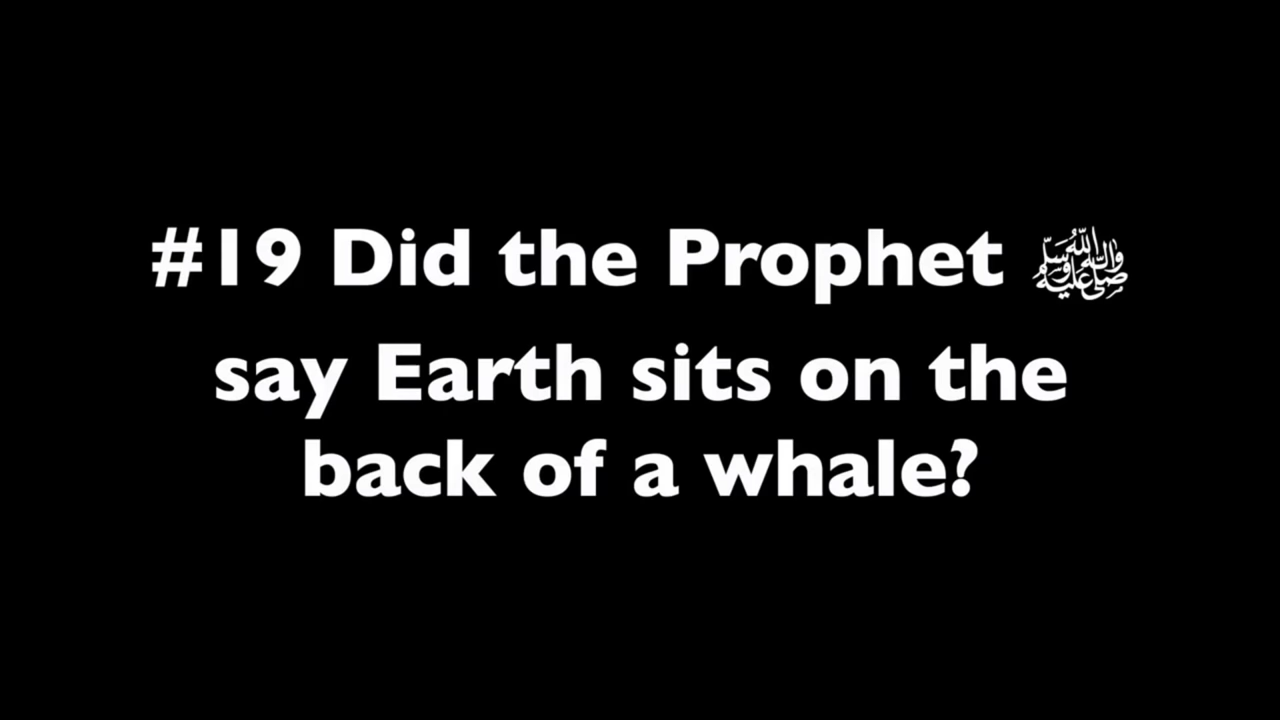 #19 Did the Prophet ﷺ
say Earth sits on the
back of a whale?